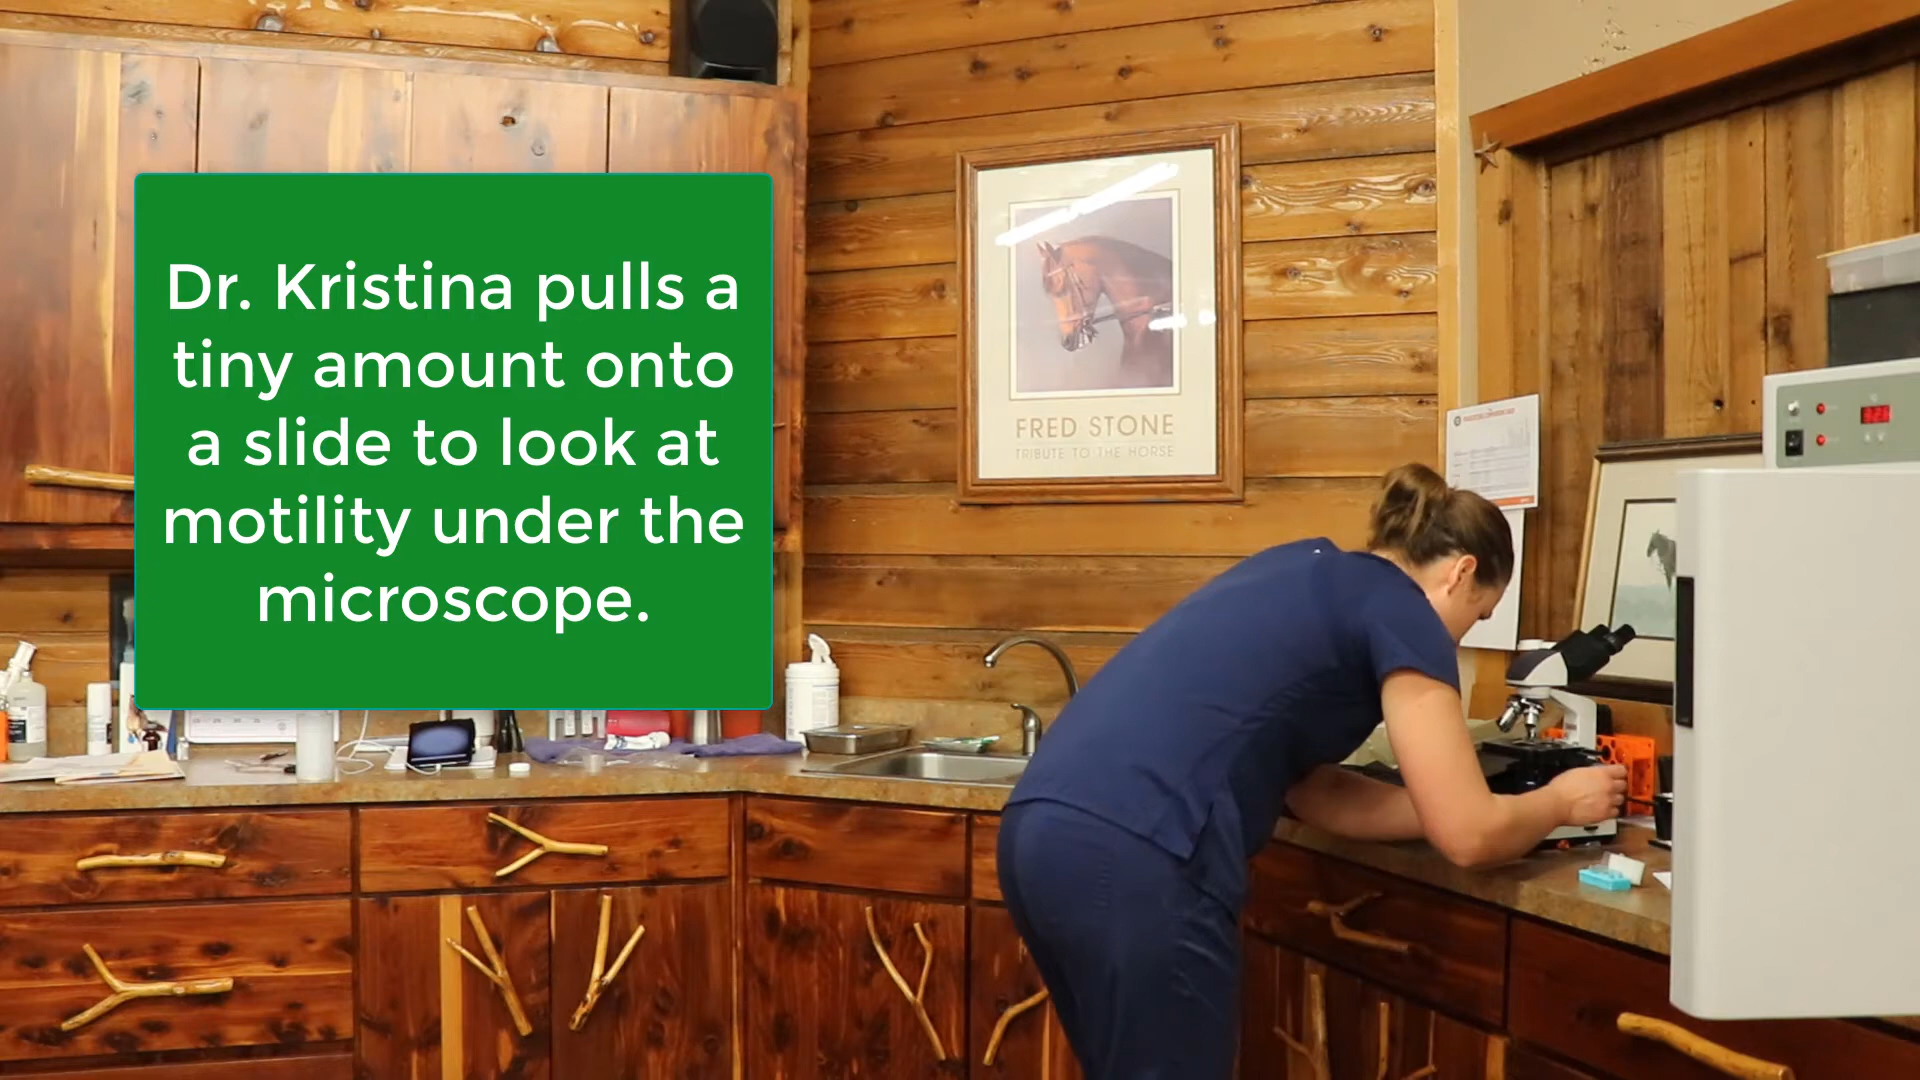 Dr. Kristina pulls a
tiny amount onto
a slide to look at
motility under the
microscope.
FRED STONE
TRIBUTE TO THE HORSE